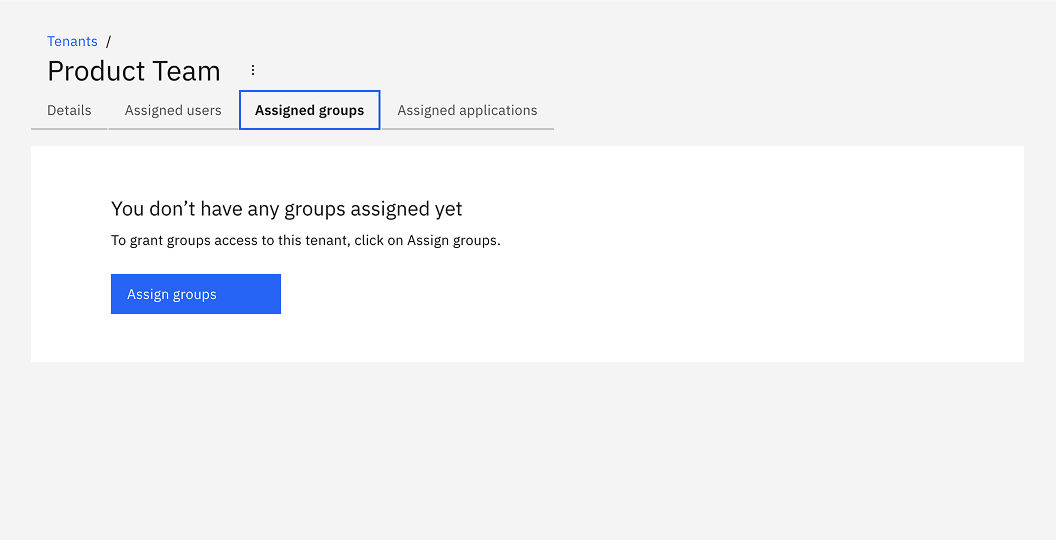 Tenants /
Product Team
Details Assigned users Assigned groups Assigned applications
You don’t have any groups assigned yet
To grant groups access to this tenant, click on Assign groups.
Assign groups